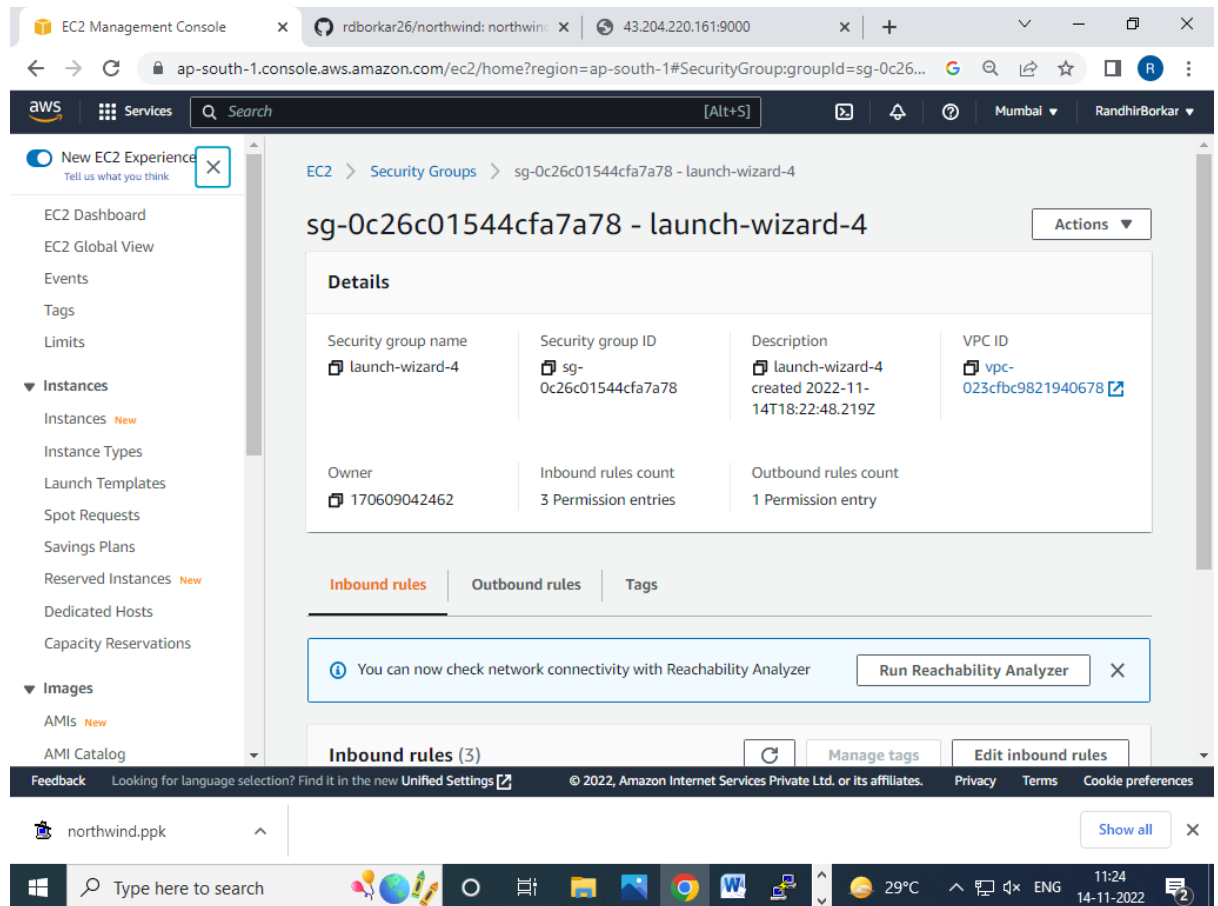 EC2 Management Console
rdborkar26/northwind: northwind
43.204.220.161:9000
ap-south-1.console.aws.amazon.com/ec2/home?region=ap-south-1#SecurityGroup:groupId=sg-0c26...
G
R
aws
Services
Search
[Alt+S]
Mumbai
RandhirBorkar
New EC2 Experience
Tell us what you think
EC2 Dashboard
EC2 Global View
Events
Tags
Limits
Instances
Instances New
Instance Types
Launch Templates
Spot Requests
Savings Plans
Reserved Instances New
Dedicated Hosts
Capacity Reservations
Images
AMIs New
AMI Catalog
EC2 > Security Groups > sg-0c26c01544cfa7a78 - launch-wizard-4
sg-0c26c01544cfa7a78 - launch-wizard-4
Actions
Details
Security group name
launch-wizard-4
Security group ID
sg-
0c26c01544cfa7a78
Description
launch-wizard-4
created 2022-11-
14T18:22:48.219Z
VPC ID
vpc-
023cfbc9821940678
Owner
170609042462
Inbound rules count
3 Permission entries
Outbound rules count
1 Permission entry
Inbound rules
Outbound rules
Tags
You can now check network connectivity with Reachability Analyzer
Run Reachability Analyzer
Inbound rules (3)
Manage tags
Edit inbound rules
Feedback
Looking for language selection? Find it in the new Unified Settings
© 2022, Amazon Internet Services Private Ltd. or its affiliates.
Privacy
Terms
Cookie preferences
northwind.ppk
Show all
Type here to search
29°C
ENG
11:24
14-11-2022
2